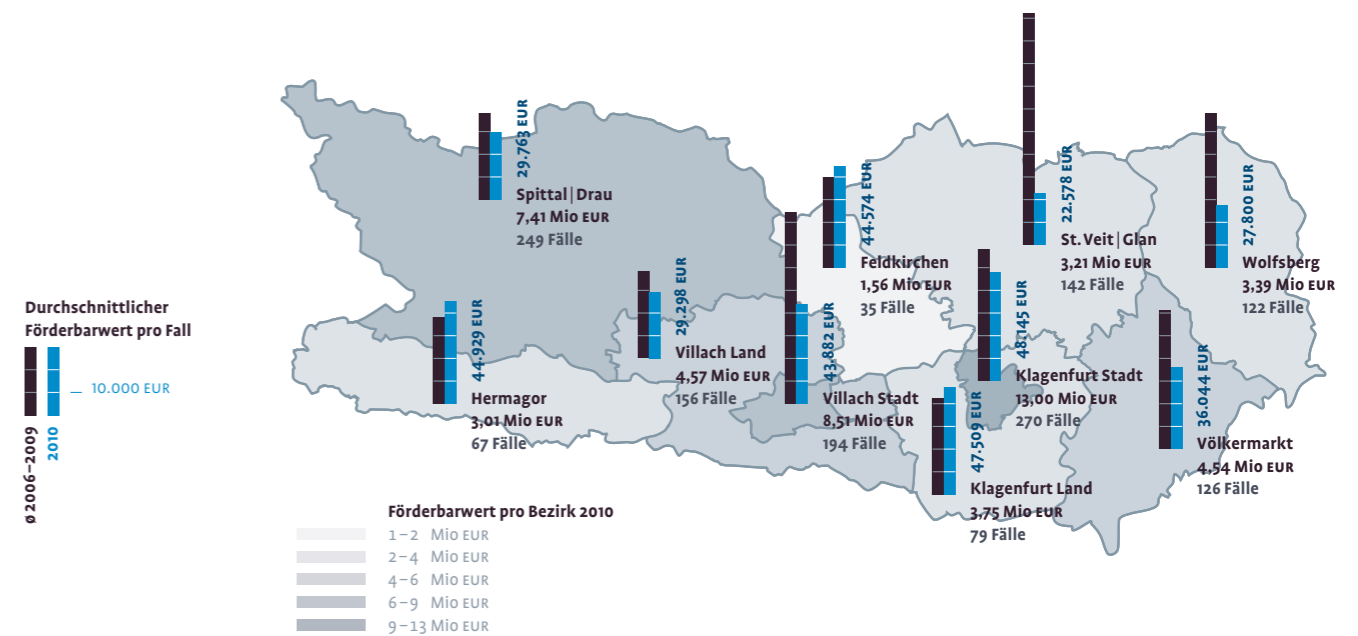 Durchschnittlicher
Förderbarwert pro Fall
10.000 EUR
ø 2006–2009
2010
29.763 EUR
Spittal|Drau
7,41 Mio EUR
249 Fälle
44.929 EUR
Hermagor
3,01 Mio EUR
67 Fälle
29.298 EUR
Villach Land
4,57 Mio EUR
156 Fälle
43.882 EUR
Villach Stadt
8,51 Mio EUR
194 Fälle
44.574 EUR
Feldkirchen
1,56 Mio EUR
35 Fälle
22.578 EUR
St. Veit|Glan
3,21 Mio EUR
142 Fälle
48.145 EUR
Klagenfurt Stadt
13,00 Mio EUR
270 Fälle
47.509 EUR
Klagenfurt Land
3,75 Mio EUR
79 Fälle
27.800 EUR
Wolfsberg
3,39 Mio EUR
122 Fälle
36.044 EUR
Völkermarkt
4,54 Mio EUR
126 Fälle
Förderbarwert pro Bezirk 2010
1–2 Mio EUR
2–4 Mio EUR
4–6 Mio EUR
6–9 Mio EUR
9–13 Mio EUR